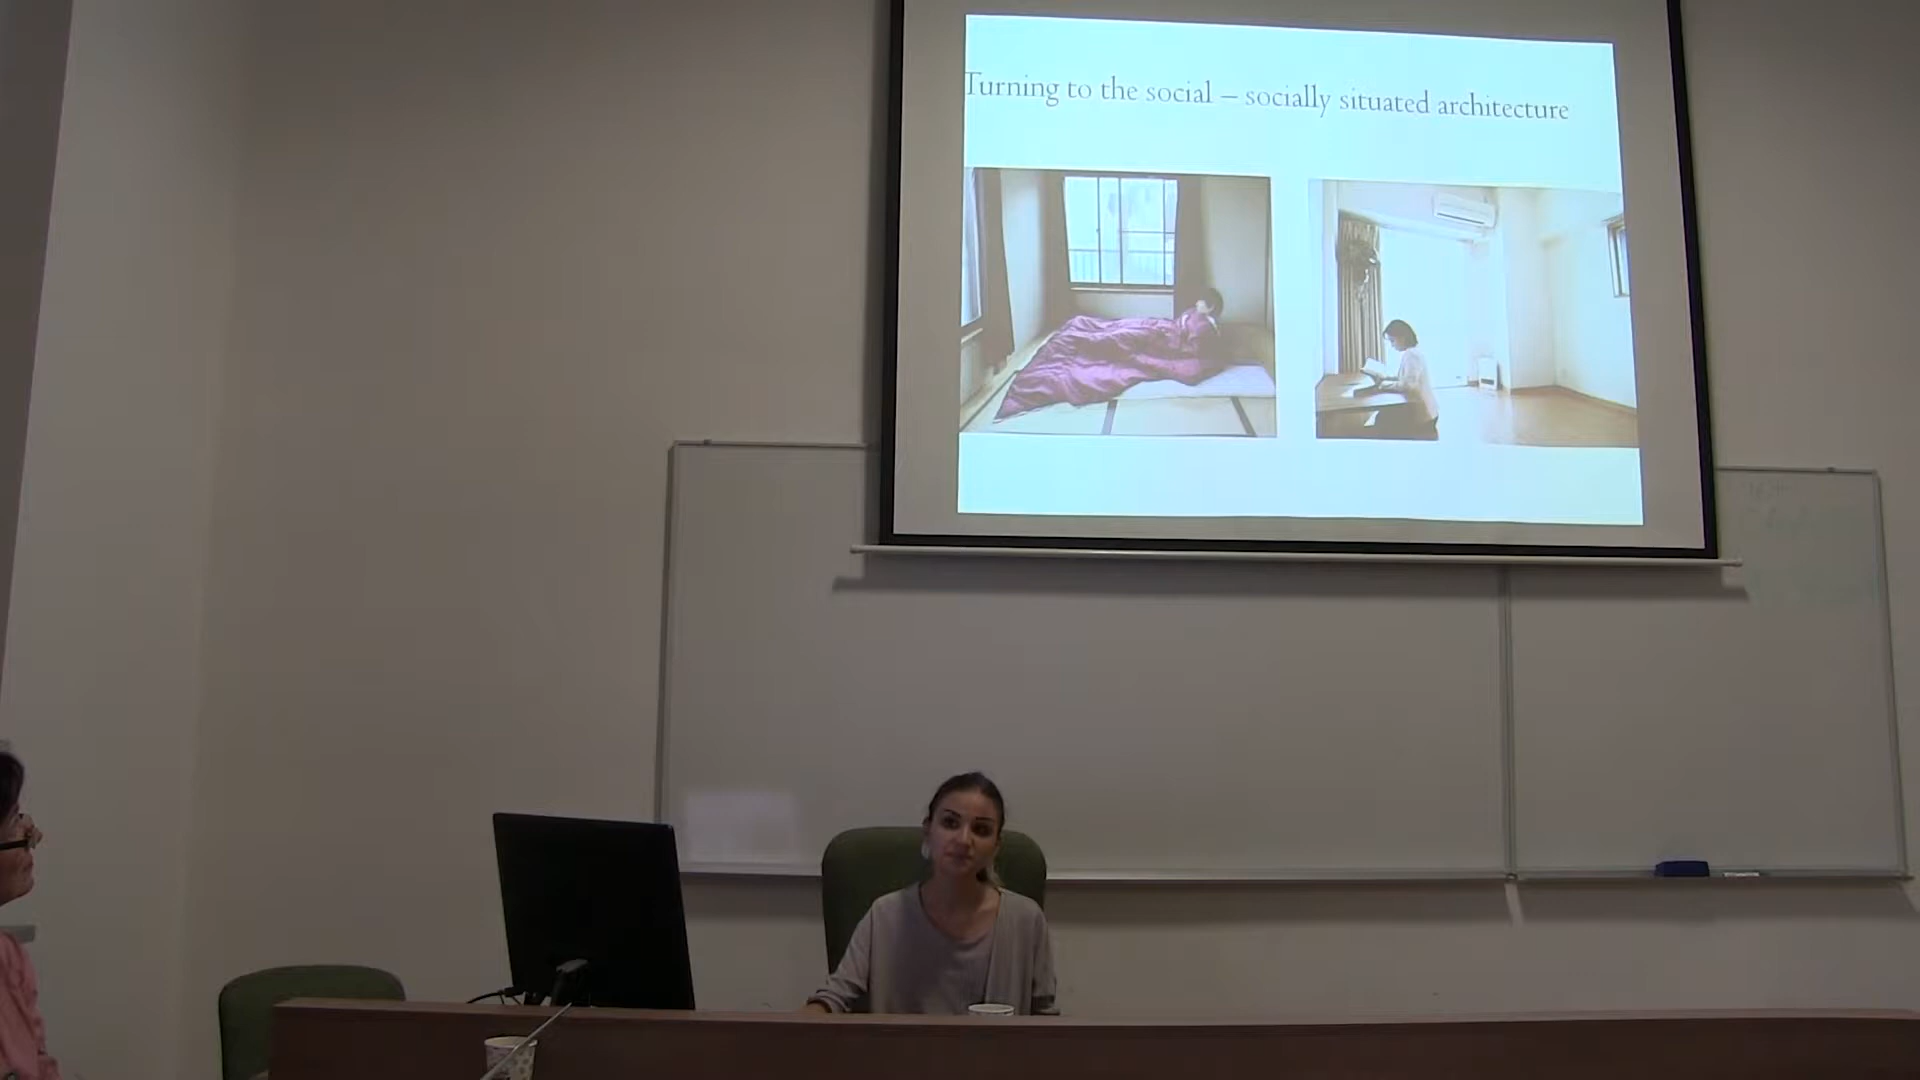 Turning to the social – socially situated architecture